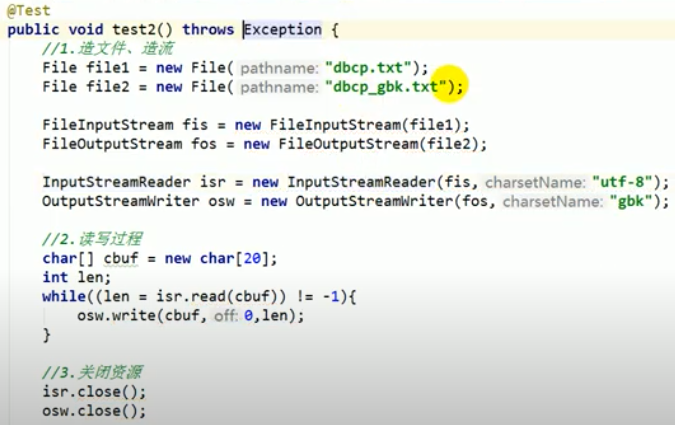 @Test
public void test2() throws Exception {
//1.造文件、造流
File file1 = new File( pathname: "dbcp.txt");
File file2 = new File( pathname: "dbcp_gbk.txt");
FileInputStream fis = new FileInputStream(file1);
FileOutputStream fos = new FileOutputStream(file2);
InputStreamReader isr = new InputStreamReader(fis, charsetName: "utf-8");
OutputStreamWriter osw = new OutputStreamWriter(fos, charsetName: "gbk");
//2.读写过程
char[] cbuf = new char[20];
int len;
while((len = isr.read(cbuf)) != -1){
osw.write(cbuf, off: 0,len);
}
//3.关闭资源
isr.close();
osw.close();